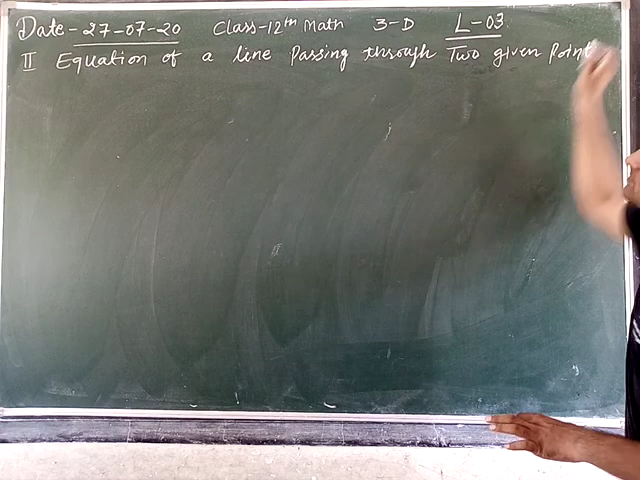 Date - 27-07-20 Class-12th Math 3-D L-03
II Equation of a line Passing through Two given Point